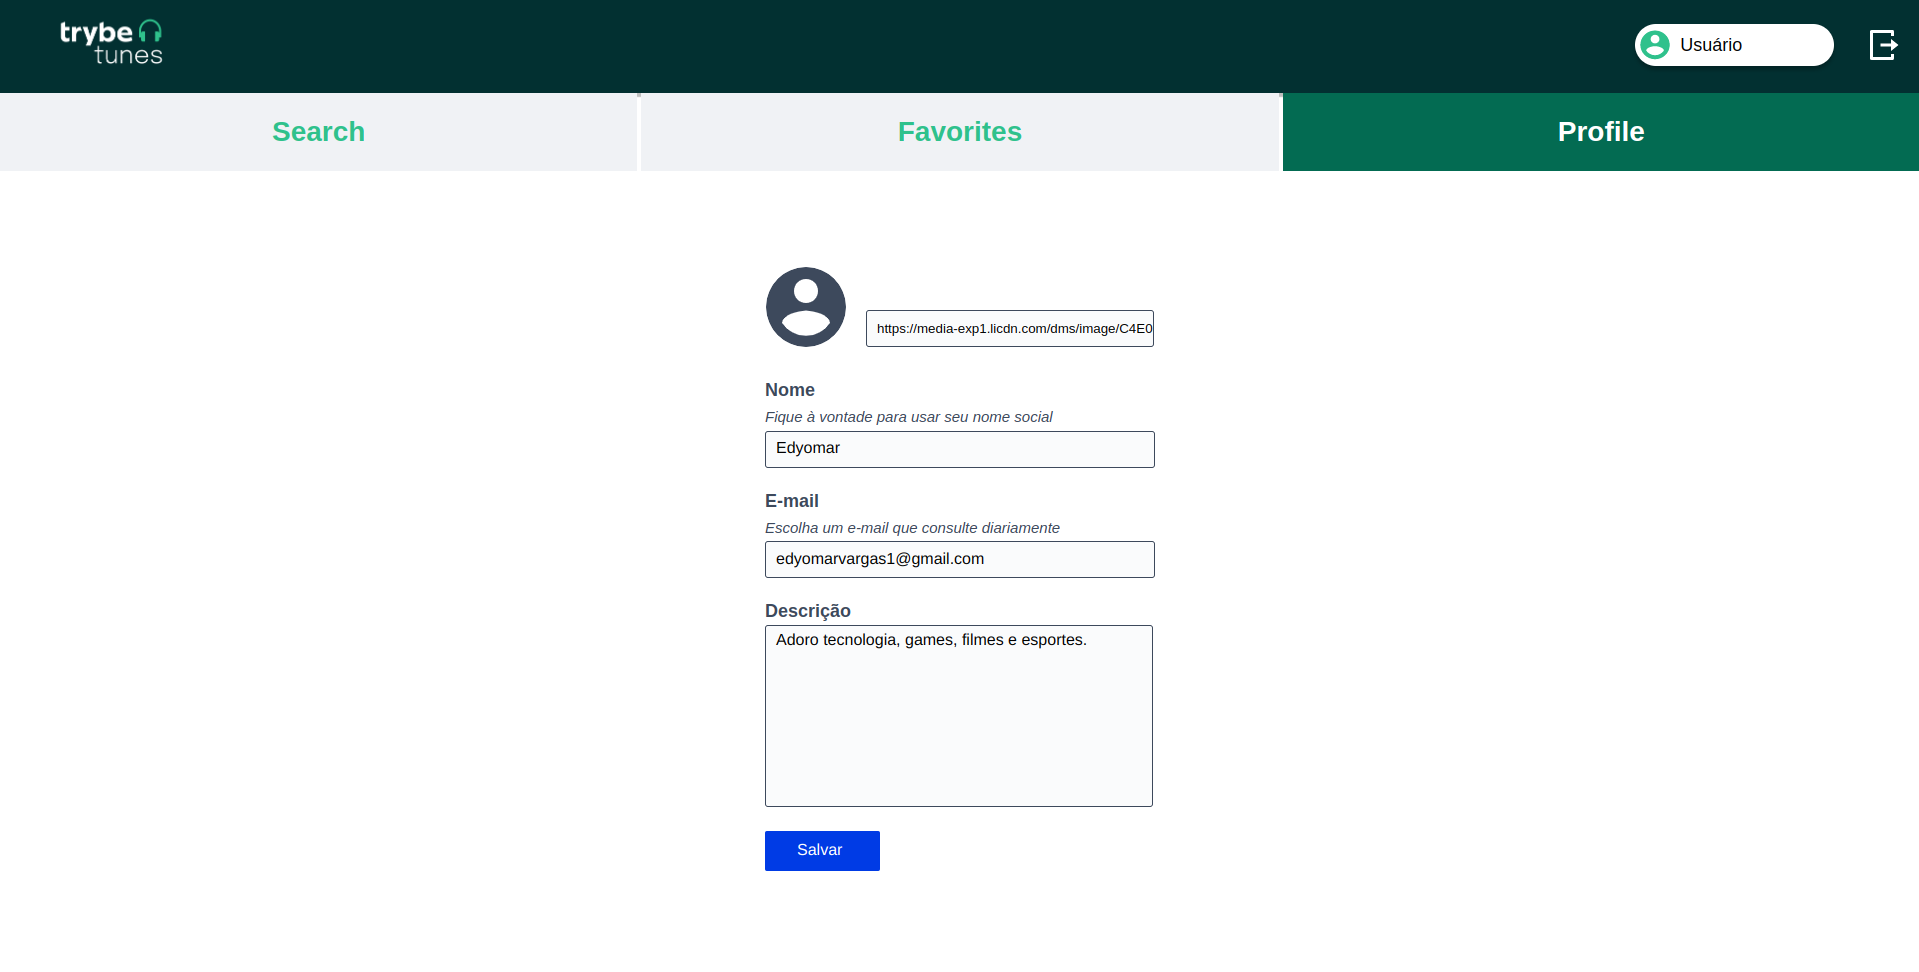 trybe
tunes
Usuário
Search
Favorites
Profile
https://media-exp1.licdn.com/dms/image/C4E0
Nome
Fique à vontade para usar seu nome social
Edyomar
E-mail
Escolha um e-mail que consulte diariamente
edyomarvargas1@gmail.com
Descrição
Adoro tecnologia, games, filmes e esportes.
Salvar